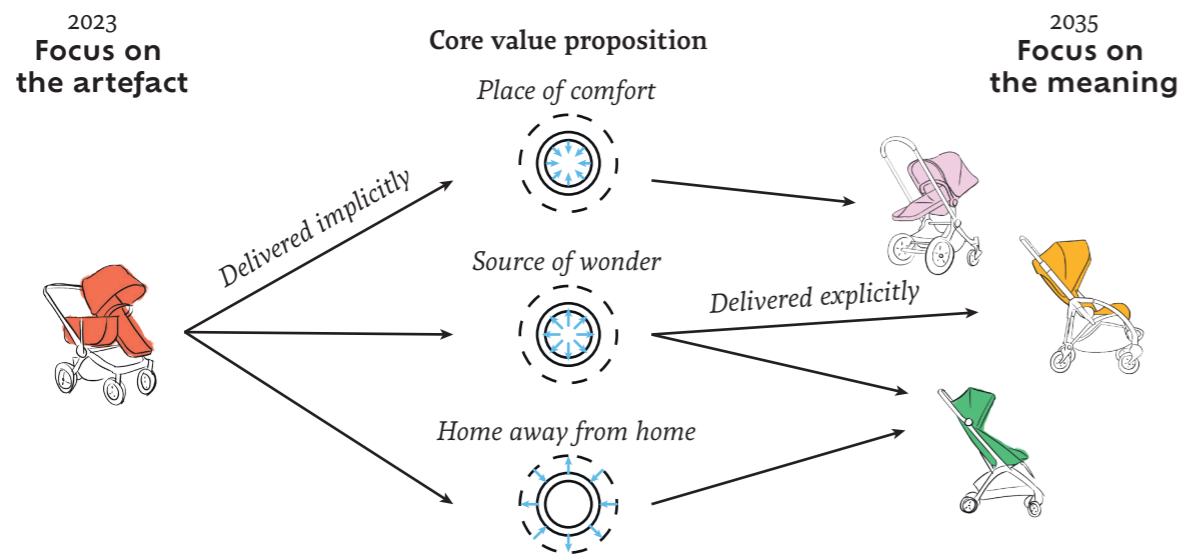 2023
Focus on
the artefact
Core value proposition
2035
Focus on
the meaning
Place of comfort
Delivered implicitly
Source of wonder
Delivered explicitly
Home away from home